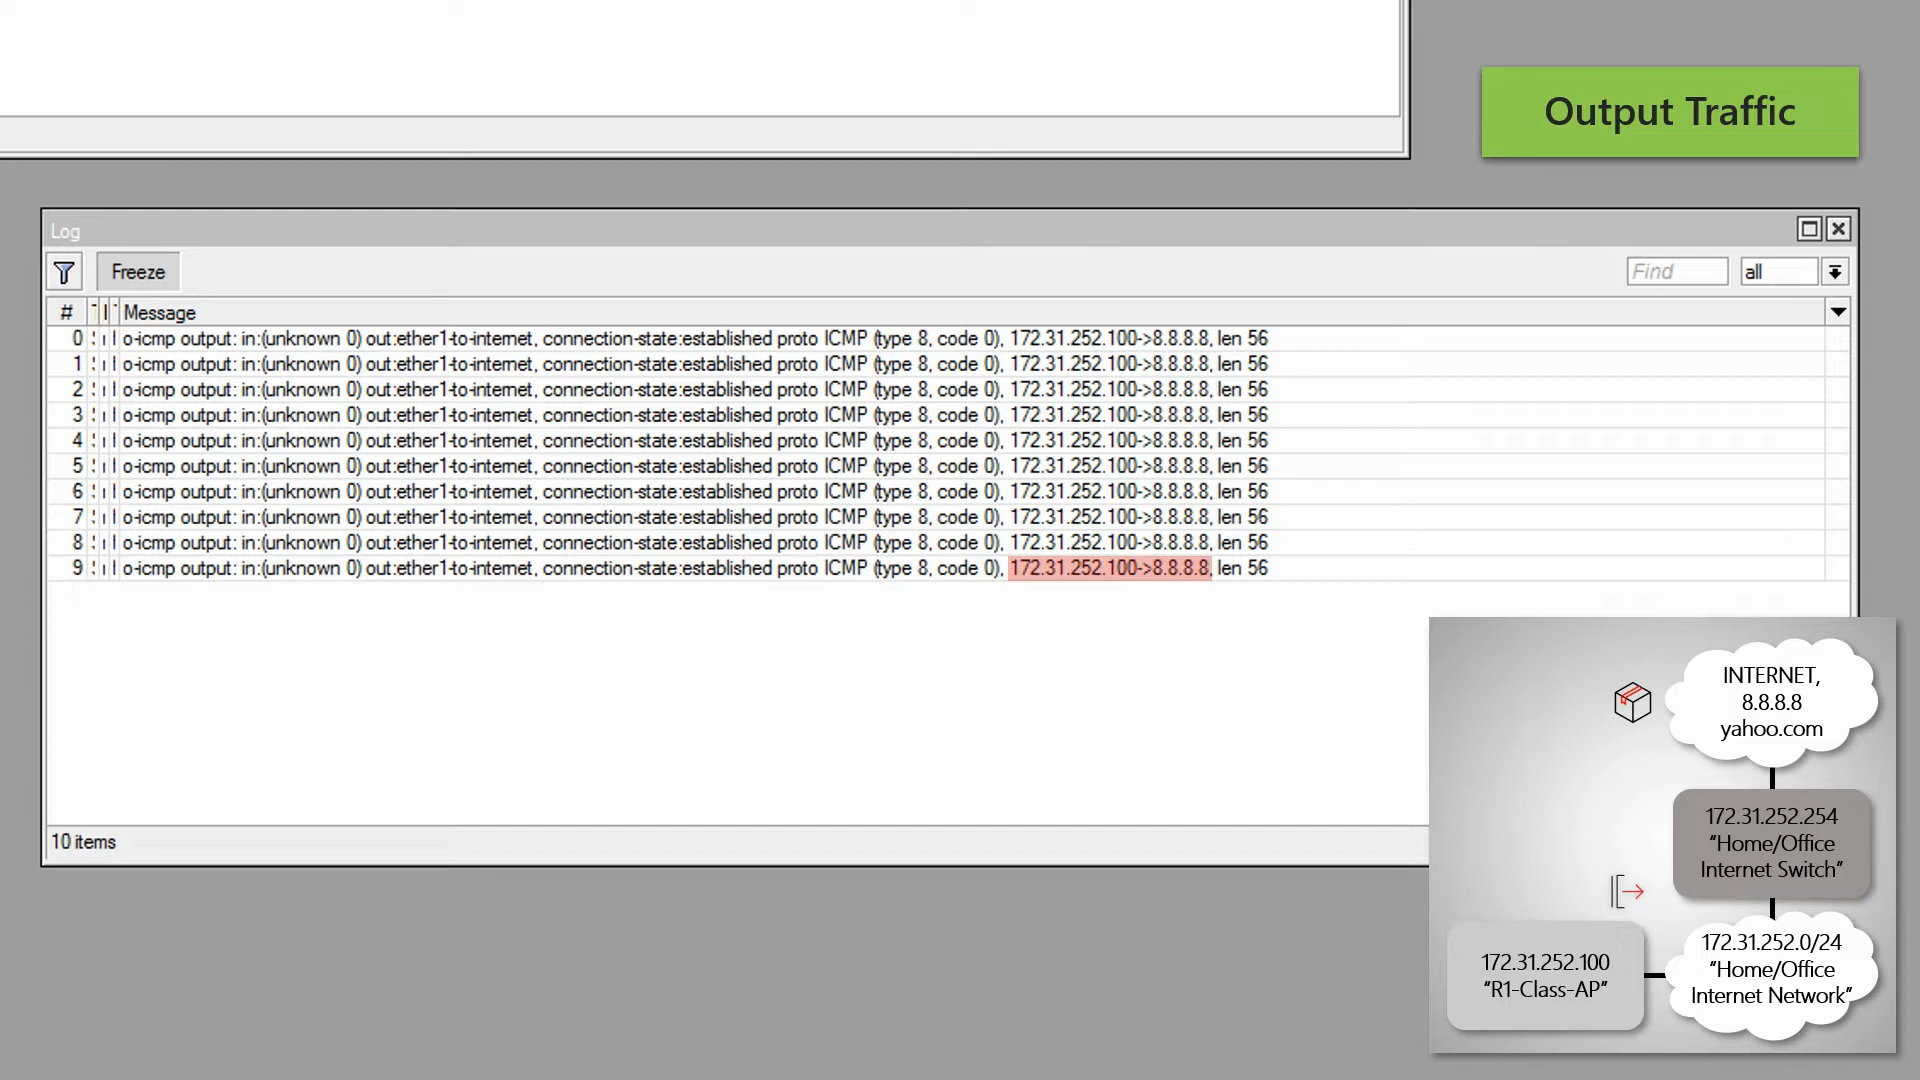 Output Traffic
Log
Freeze
Find
all
#
Message
0 o-icmp output: in:(unknown 0) out:ether1-to-internet, connection-state:established proto ICMP (type 8, code 0), 172.31.252.100->8.8.8.8, len 56
1 o-icmp output: in:(unknown 0) out:ether1-to-internet, connection-state:established proto ICMP (type 8, code 0), 172.31.252.100->8.8.8.8, len 56
2 o-icmp output: in:(unknown 0) out:ether1-to-internet, connection-state:established proto ICMP (type 8, code 0), 172.31.252.100->8.8.8.8, len 56
3 o-icmp output: in:(unknown 0) out:ether1-to-internet, connection-state:established proto ICMP (type 8, code 0), 172.31.252.100->8.8.8.8, len 56
4 o-icmp output: in:(unknown 0) out:ether1-to-internet, connection-state:established proto ICMP (type 8, code 0), 172.31.252.100->8.8.8.8, len 56
5 o-icmp output: in:(unknown 0) out:ether1-to-internet, connection-state:established proto ICMP (type 8, code 0), 172.31.252.100->8.8.8.8, len 56
6 o-icmp output: in:(unknown 0) out:ether1-to-internet, connection-state:established proto ICMP (type 8, code 0), 172.31.252.100->8.8.8.8, len 56
7 o-icmp output: in:(unknown 0) out:ether1-to-internet, connection-state:established proto ICMP (type 8, code 0), 172.31.252.100->8.8.8.8, len 56
8 o-icmp output: in:(unknown 0) out:ether1-to-internet, connection-state:established proto ICMP (type 8, code 0), 172.31.252.100->8.8.8.8, len 56
9 o-icmp output: in:(unknown 0) out:ether1-to-internet, connection-state:established proto ICMP (type 8, code 0), 172.31.252.100->8.8.8.8, len 56
10 items
INTERNET,
8.8.8.8
yahoo.com
172.31.252.254
“Home/Office
Internet Switch”
172.31.252.0/24
“Home/Office
Internet Network”
172.31.252.100
“R1-Class-AP”